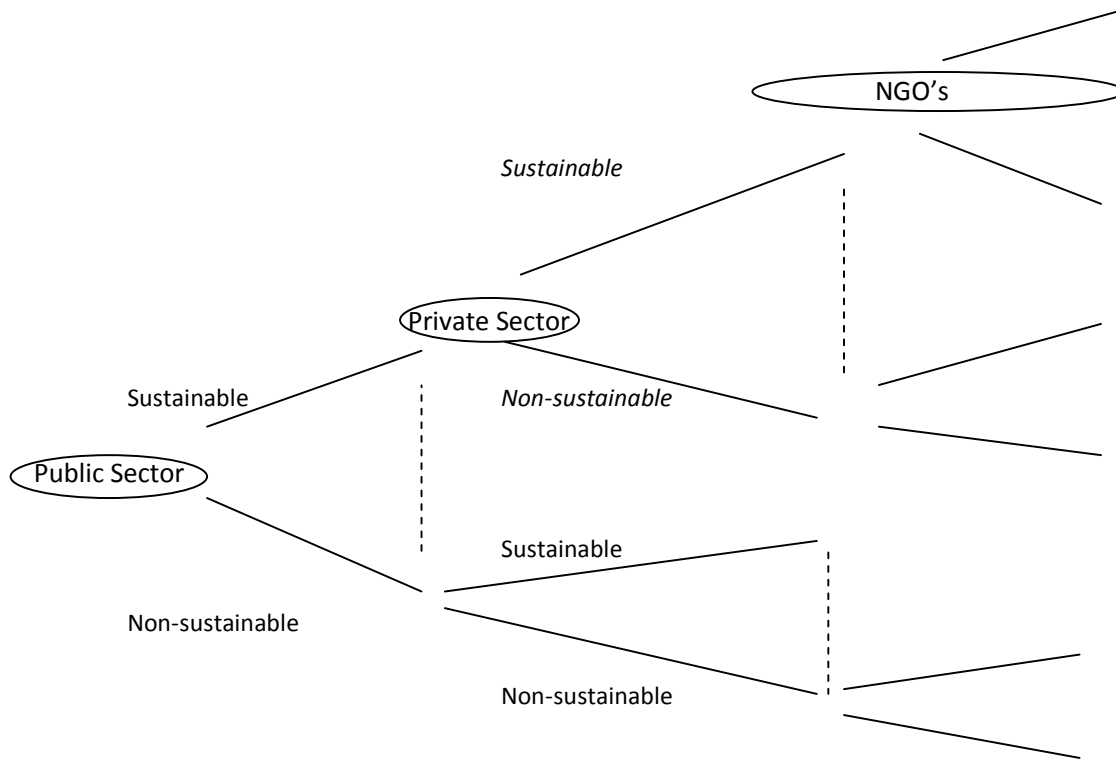 NGO's
Sustainable
Private Sector
Sustainable
Non-sustainable
Public Sector
Sustainable
Non-sustainable
Non-sustainable